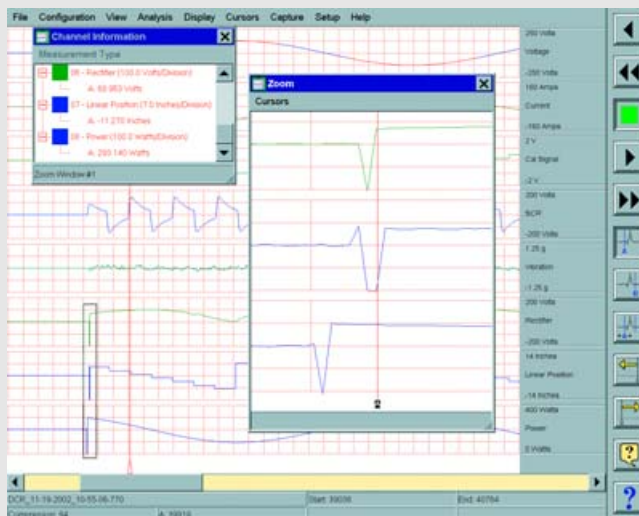 File Configuration View Analysis Display Cursors Capture Setup Help
Channel Information
Measurement Type
06 - Rectifier (100.0 Volts/Division)
A: 60.953 Volts
07 - Linear Position (7.0 Inches/Division)
A: -11.270 Inches
08 - Power (100.0 Watts/Division)
A: 293.140 Watts
Zoom Window #1
Zoom
Cursors
250 Volts
Voltage
-250 Volts
160 Amps
Current
-160 Amps
2 V
Cal Signal
-2 V
200 Volts
SCR
-200 Volts
1.25 g
Vibration
-1.25 g
200 Volts
Rectifier
-200 Volts
14 Inches
Linear Position
-14 Inches
400 Watts
Power
0 Watts
DCR_11-19-2002_10-55-06-770
Start: 39036
End: 40764
Compression: 64
A: 39316